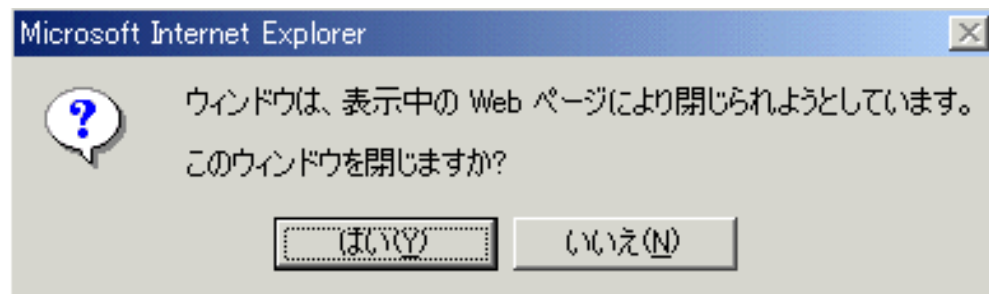 Microsoft Internet Explorer
ウィンドウは、表示中の Web ページにより閉じられようとしています。
このウィンドウを閉じますか?
はい(Y) いいえ(N)